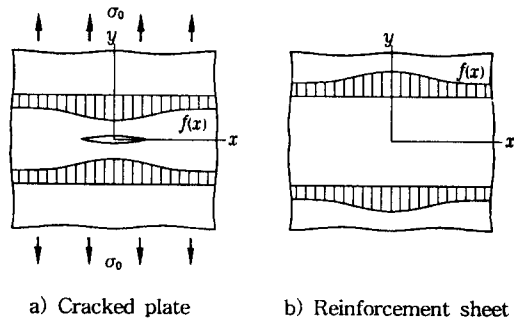 σ₀
y
f(x)
x
σ₀
a) Cracked plate
y
f(x)
x
b) Reinforcement sheet